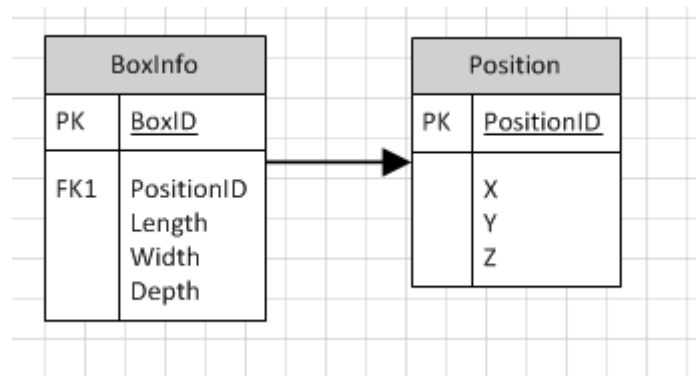 BoxInfo
PK BoxID
FK1 PositionID
Length
Width
Depth
Position
PK PositionID
X
Y
Z